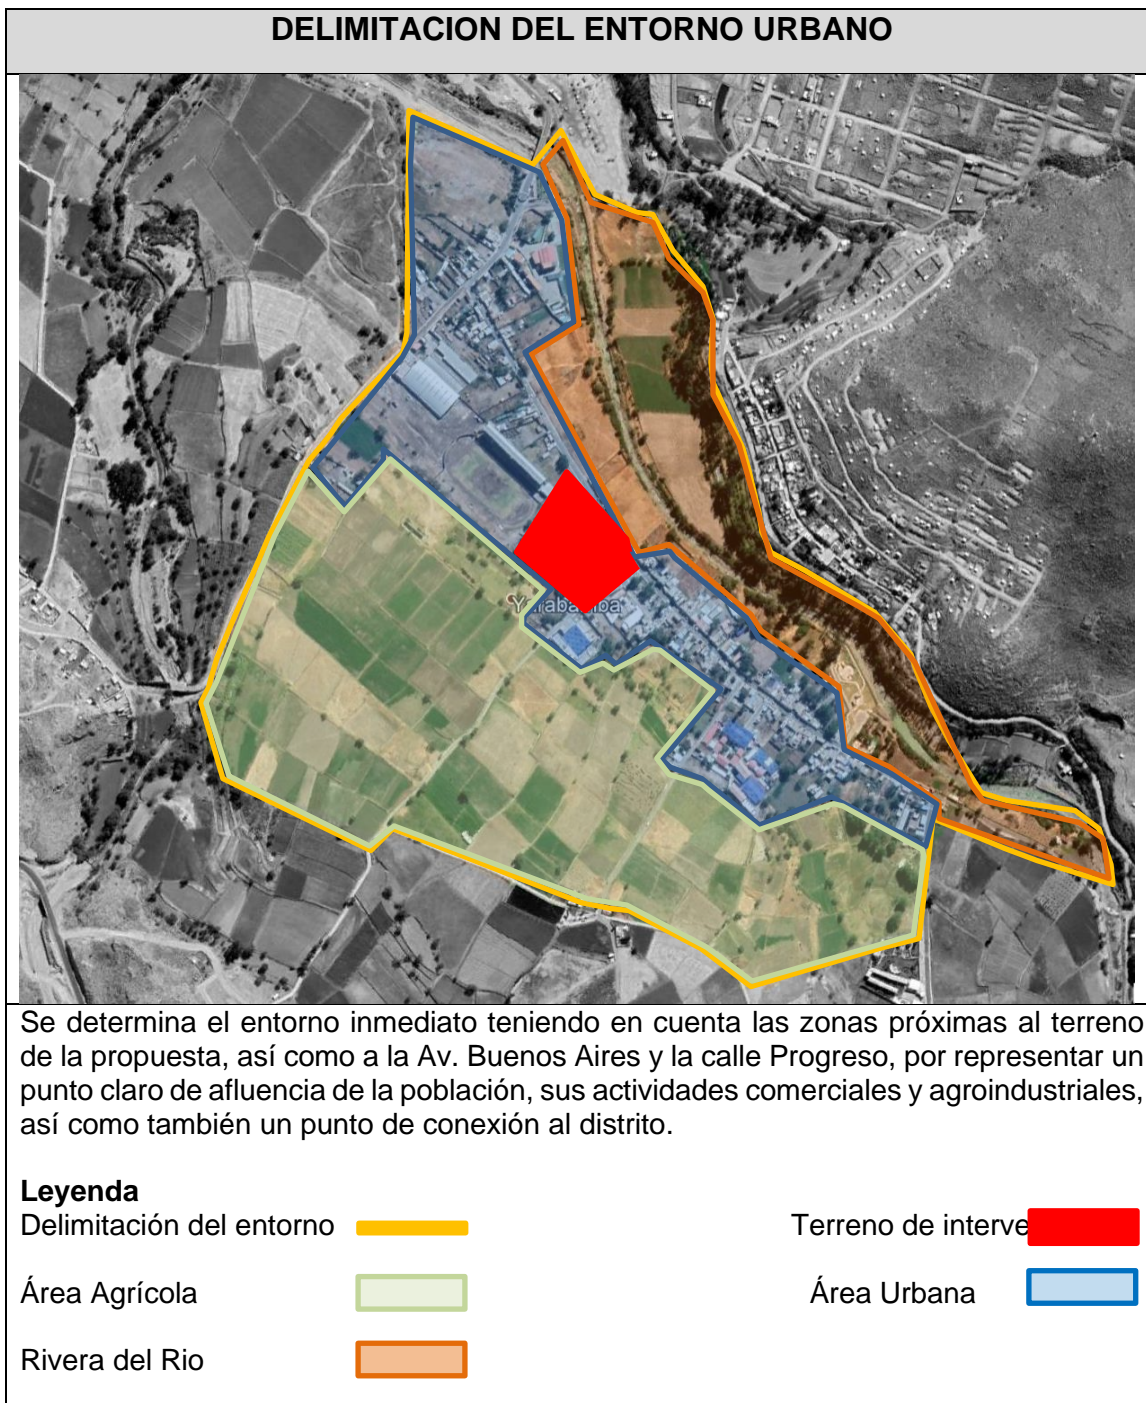 DELIMITACION DEL ENTORNO URBANO
Yarabamba
Se determina el entorno inmediato teniendo en cuenta las zonas próximas al terreno
de la propuesta, así como a la Av. Buenos Aires y la calle Progreso, por representar un
punto claro de afluencia de la población, sus actividades comerciales y agroindustriales,
así como también un punto de conexión al distrito.
Leyenda
Delimitación del entorno
Terreno de interve
Área Agrícola
Área Urbana
Rivera del Rio